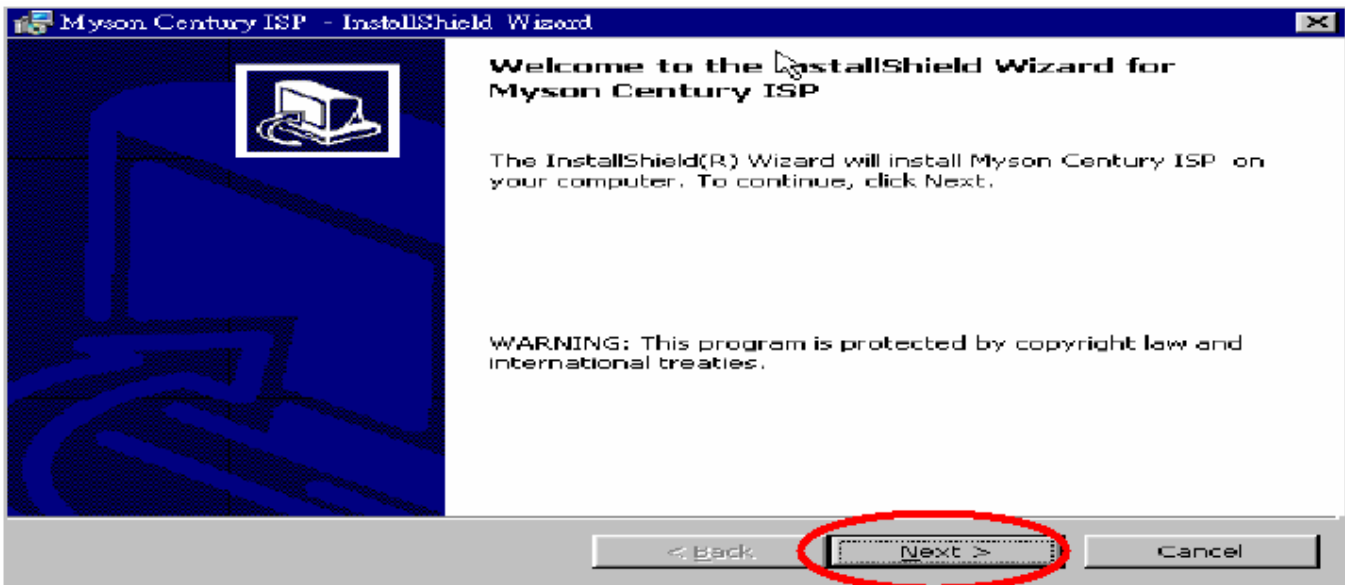 Myson Century ISP - InstallShield Wizard
Welcome to the InstallShield Wizard for
Myson Century ISP
The InstallShield(R) Wizard will install Myson Century ISP on
your computer. To continue, click Next.
WARNING: This program is protected by copyright law and
international treaties.
< Back
Next >
Cancel